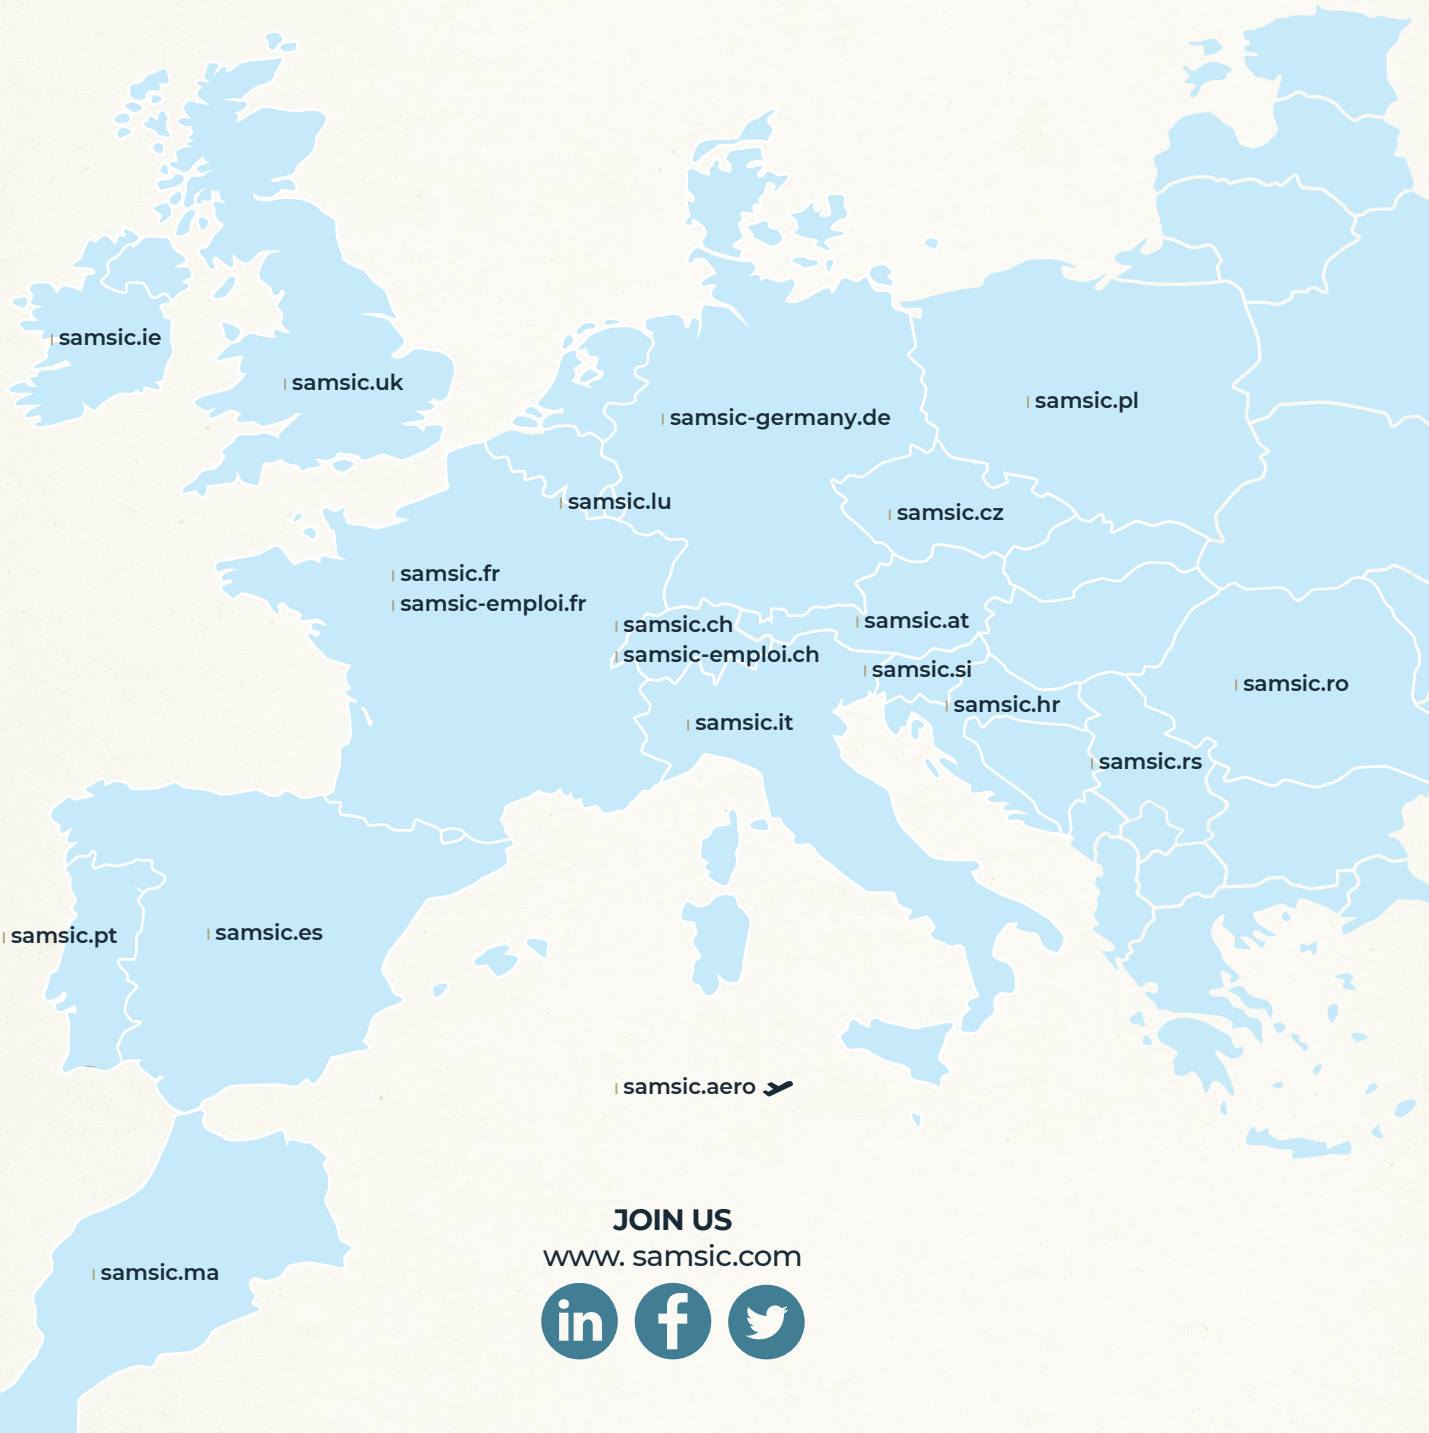 samsic.ie
samsic.uk
samsic-germany.de
samsic.pl
samsic.lu
samsic.cz
samsic.fr
samsic-emploi.fr
samsic.ch
samsic-emploi.ch
samsic.at
samsic.si
samsic.hr
samsic.ro
samsic.it
samsic.rs
samsic.pt
samsic.es
samsic.aero
samsic.ma
JOIN US
www. samsic.com
in
f